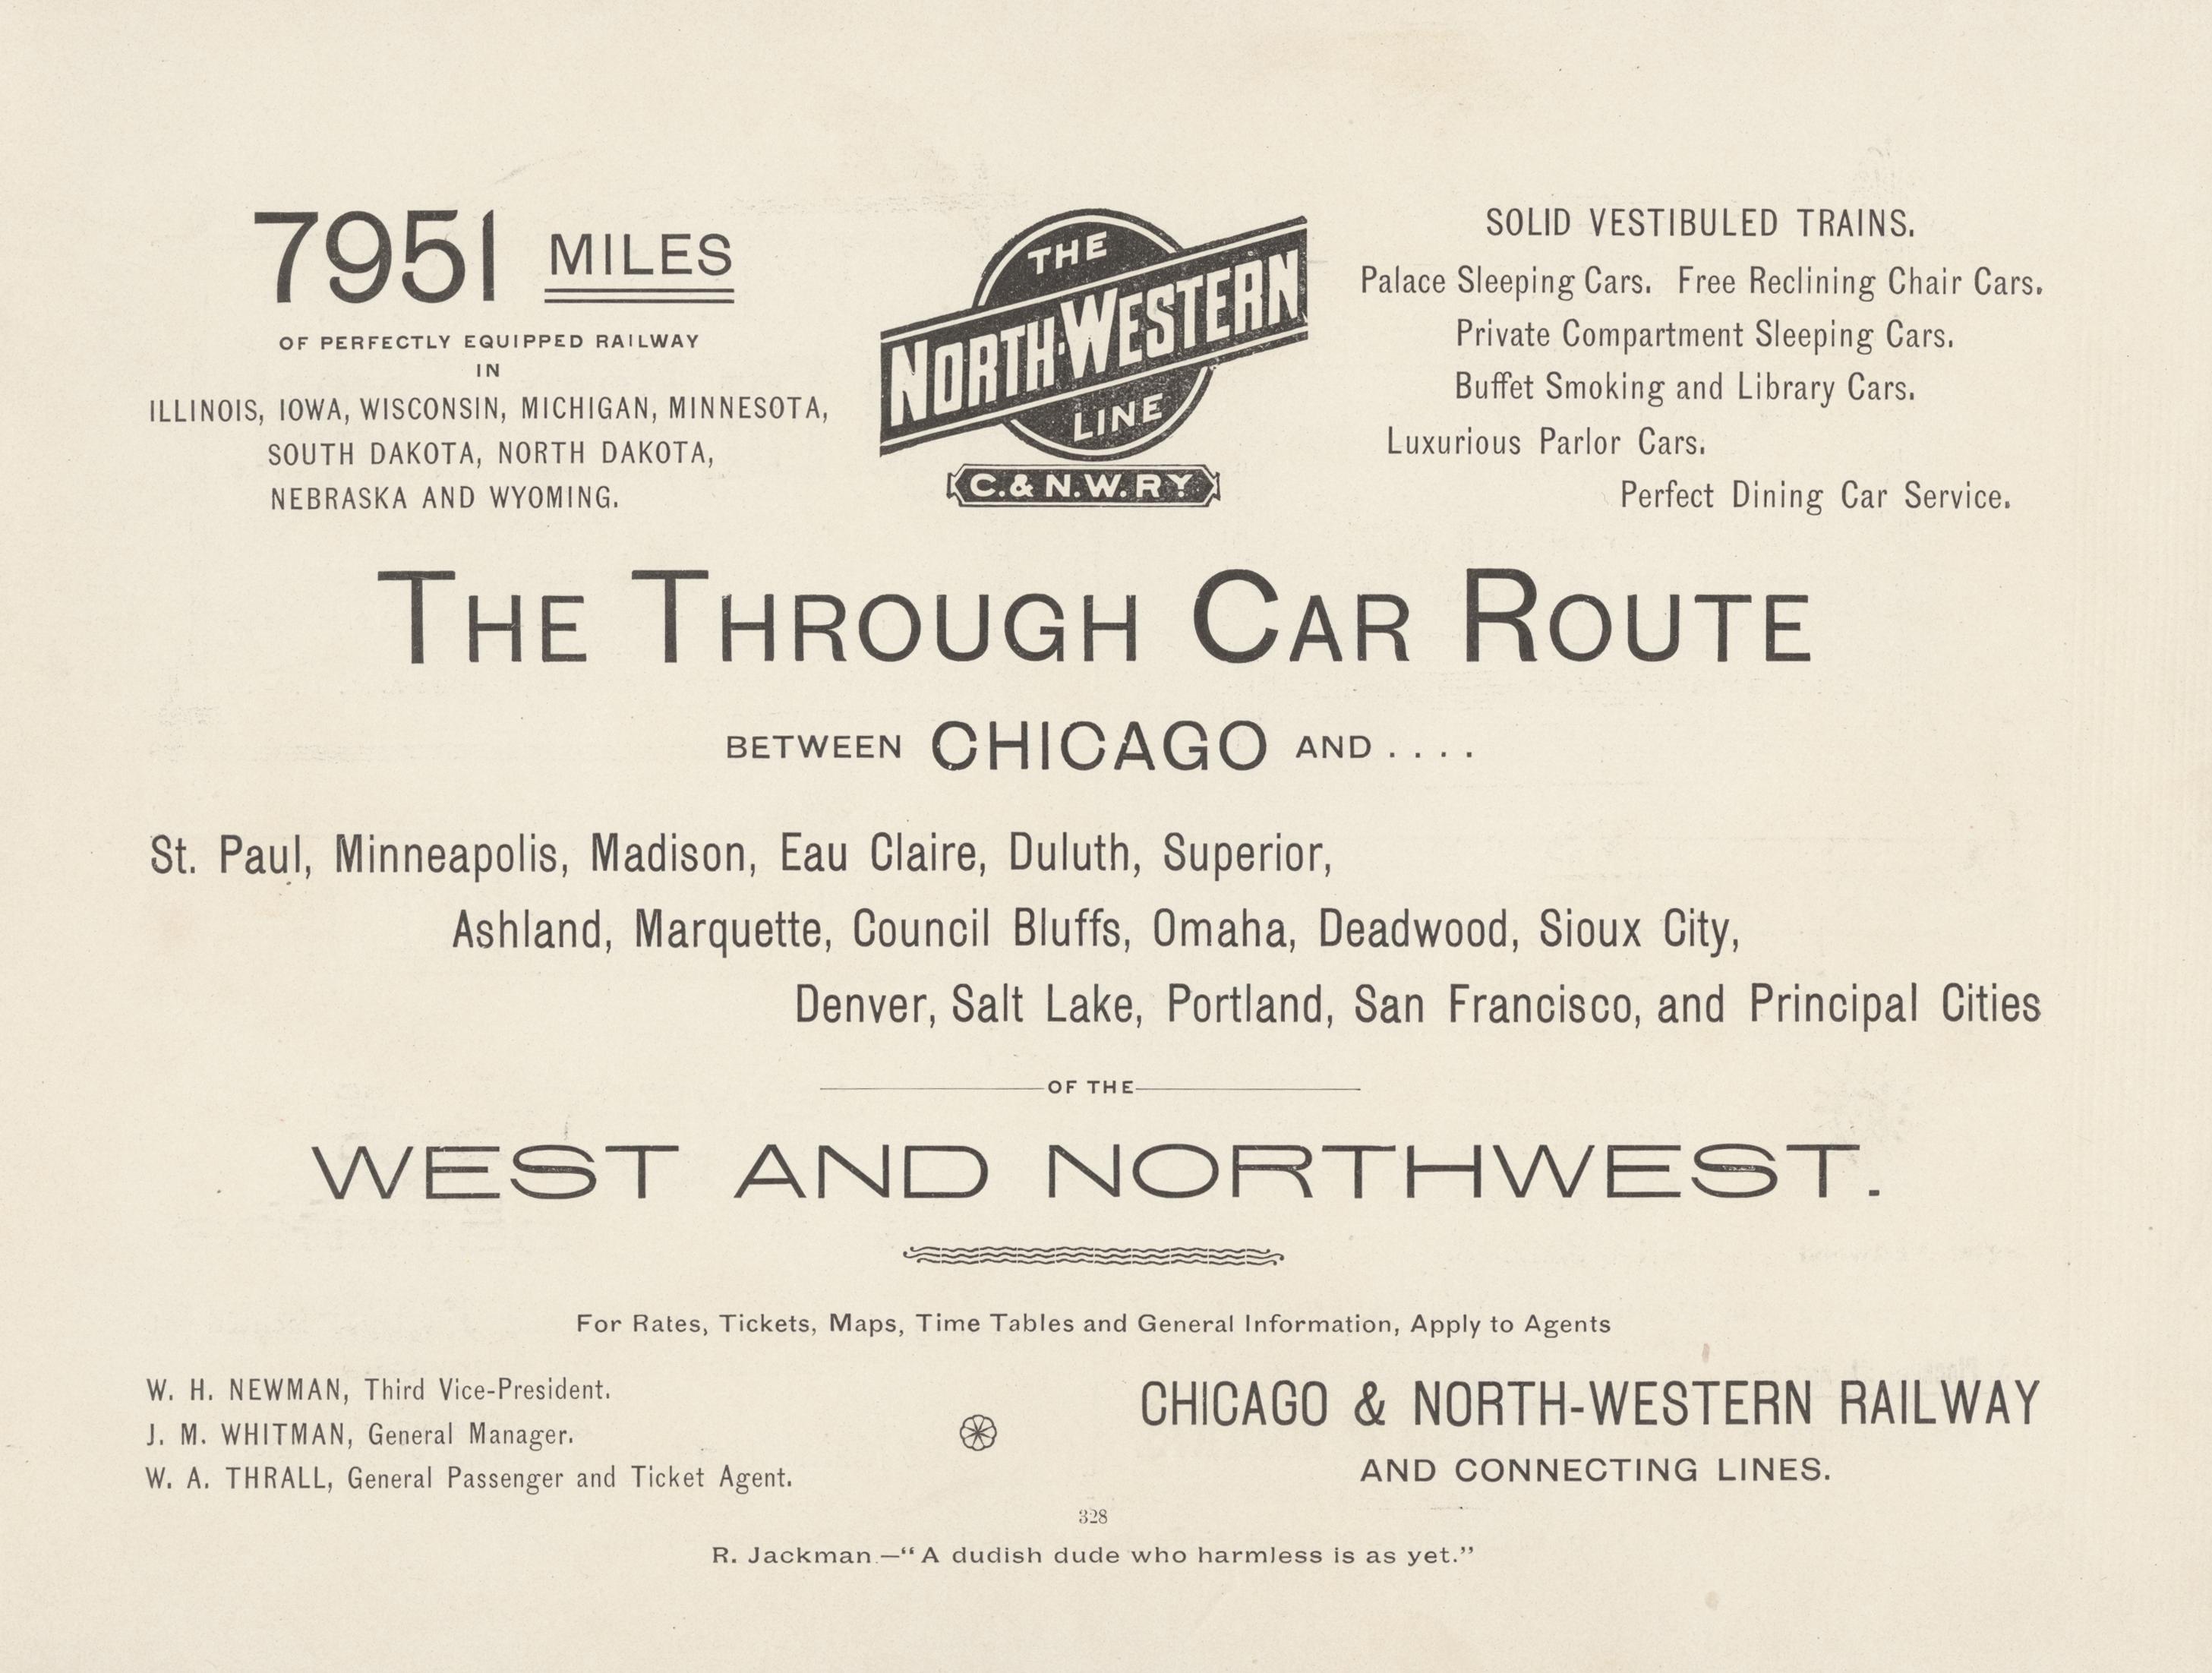 7951 MILES
OF PERFECTLY EQUIPPED RAILWAY
IN
ILLINOIS, IOWA, WISCONSIN, MICHIGAN, MINNESOTA,
SOUTH DAKOTA, NORTH DAKOTA,
NEBRASKA AND WYOMING.
THE
NORTH-WESTERN
LINE
C. & N. W. RY
SOLID VESTIBULED TRAINS.
Palace Sleeping Cars. Free Reclining Chair Cars.
Private Compartment Sleeping Cars.
Buffet Smoking and Library Cars.
Luxurious Parlor Cars.
Perfect Dining Car Service.
THE THROUGH CAR ROUTE
BETWEEN CHICAGO AND . . . .
St. Paul, Minneapolis, Madison, Eau Claire, Duluth, Superior,
Ashland, Marquette, Council Bluffs, Omaha, Deadwood, Sioux City,
Denver, Salt Lake, Portland, San Francisco, and Principal Cities
OF THE
WEST AND NORTHWEST.
For Rates, Tickets, Maps, Time Tables and General Information, Apply to Agents
W. H. NEWMAN, Third Vice-President.
J. M. WHITMAN, General Manager.
W. A. THRALL, General Passenger and Ticket Agent.
CHICAGO & NORTH-WESTERN RAILWAY
AND CONNECTING LINES.
328
R. Jackman.—“A dudish dude who harmless is as yet.”